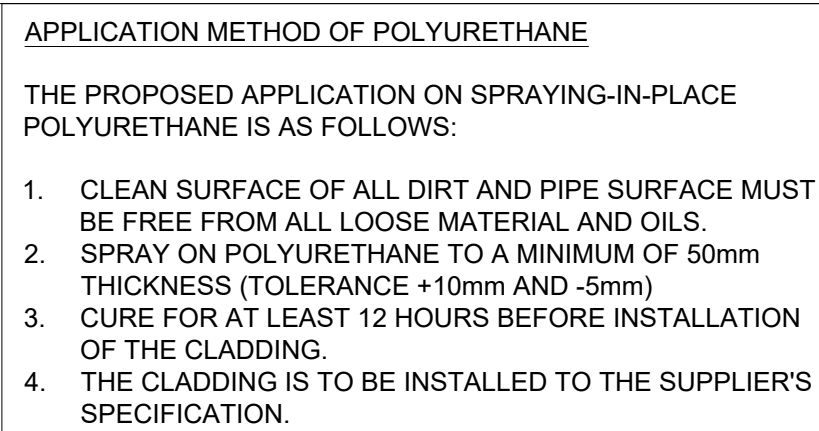 APPLICATION METHOD OF POLYURETHANE
THE PROPOSED APPLICATION ON SPRAYING-IN-PLACE
POLYURETHANE IS AS FOLLOWS:
1. CLEAN SURFACE OF ALL DIRT AND PIPE SURFACE MUST
BE FREE FROM ALL LOOSE MATERIAL AND OILS.
2. SPRAY ON POLYURETHANE TO A MINIMUM OF 50mm
THICKNESS (TOLERANCE +10mm AND -5mm)
3. CURE FOR AT LEAST 12 HOURS BEFORE INSTALLATION
OF THE CLADDING.
4. THE CLADDING IS TO BE INSTALLED TO THE SUPPLIER'S
SPECIFICATION.